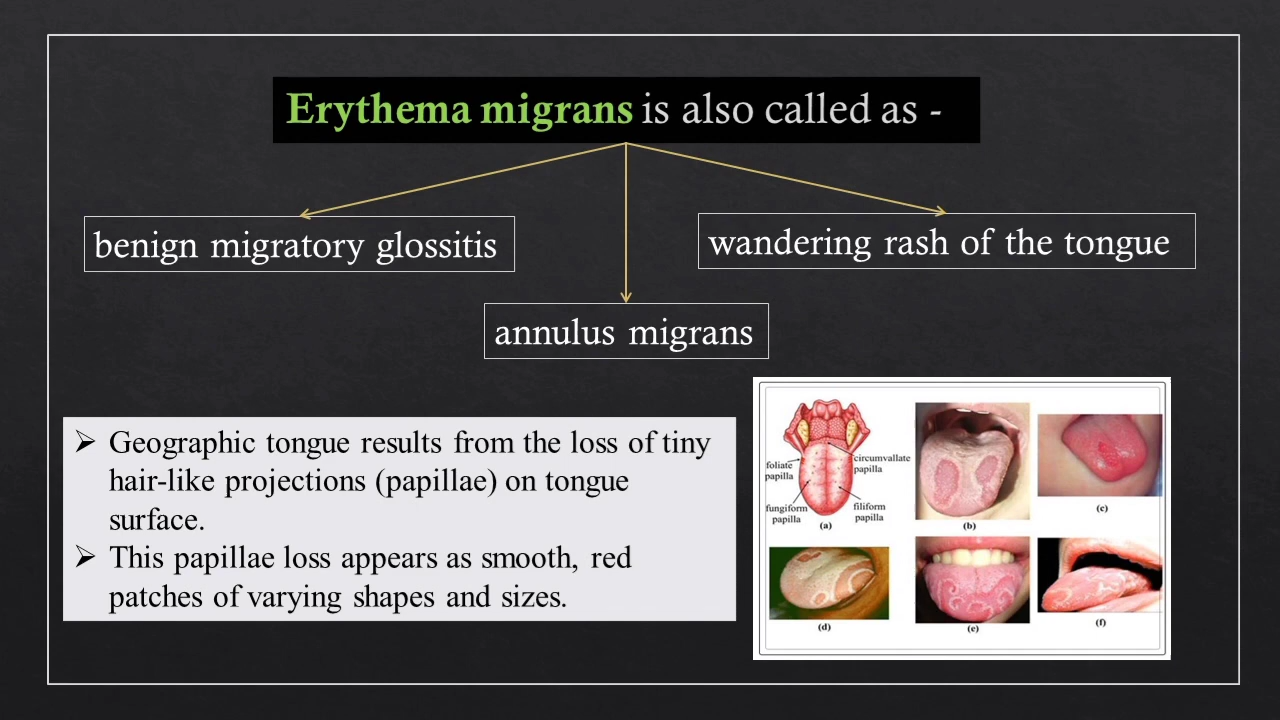 Erythema migrans is also called as -
benign migratory glossitis
wandering rash of the tongue
annulus migrans
➢ Geographic tongue results from the loss of tiny
hair-like projections (papillae) on tongue
surface.
➢ This papillae loss appears as smooth, red
patches of varying shapes and sizes.
foliate
papilla
circumvallate
papilla
fungiform
papilla
filiform
papilla
(a)
(b)
(c)
(d)
(e)
(f)